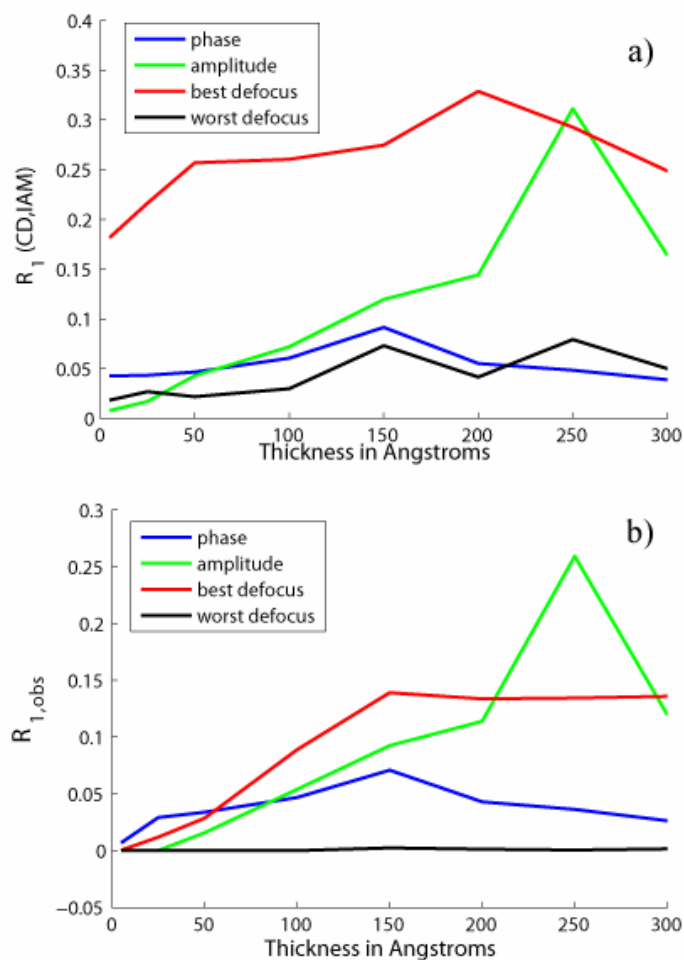 a)
phase
amplitude
best defocus
worst defocus
0.4
0.35
0.3
0.25
0.2
0.15
0.1
0.05
0
R 1 (CD,IAM)
0 50 100 150 200 250 300
Thickness in Angstroms
b)
phase
amplitude
best defocus
worst defocus
0.3
0.25
0.2
0.15
0.1
0.05
0
−0.05
R 1,obs
0 50 100 150 200 250 300
Thickness in Angstroms